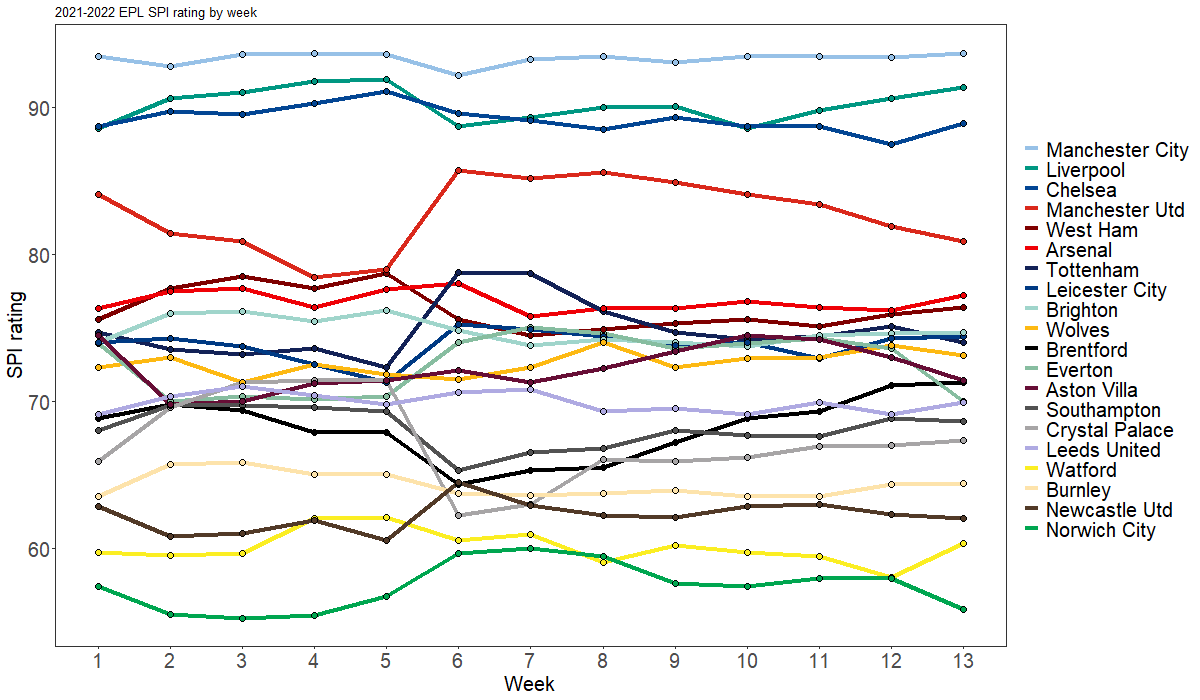 2021-2022 EPL SPI rating by week
SPI rating
90
80
70
60
1 2 3 4 5 6 7 8 9 10 11 12 13
Week
Manchester City
Liverpool
Chelsea
Manchester Utd
West Ham
Arsenal
Tottenham
Leicester City
Brighton
Wolves
Brentford
Everton
Aston Villa
Southampton
Crystal Palace
Leeds United
Watford
Burnley
Newcastle Utd
Norwich City